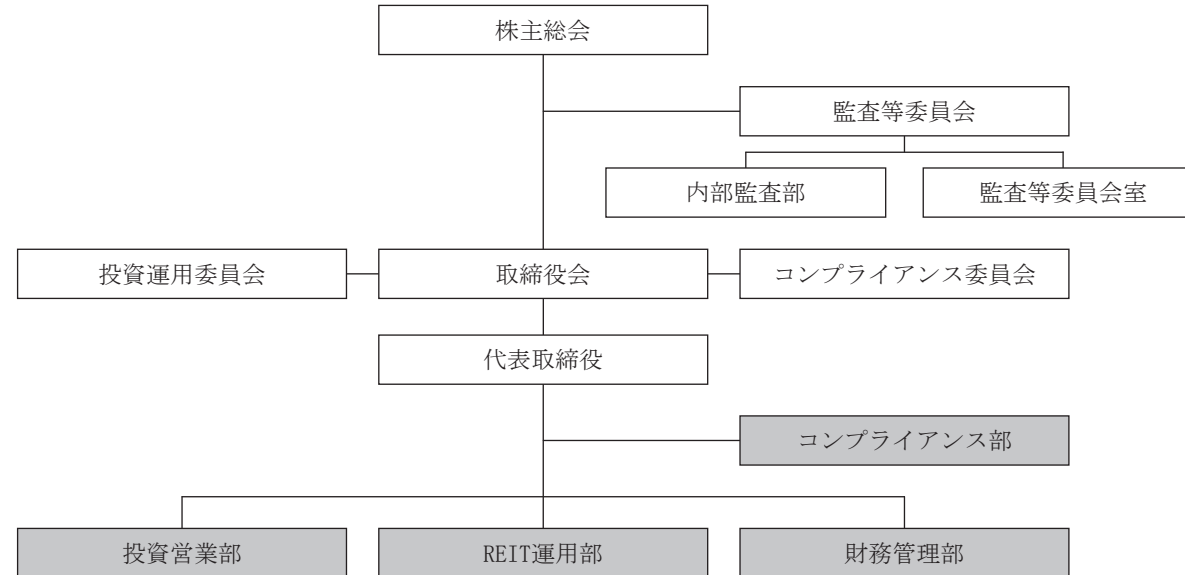 株主総会
監査等委員会
内部監査部
監査等委員会室
投資運用委員会
取締役会
コンプライアンス委員会
代表取締役
コンプライアンス部
投資営業部
REIT運用部
財務管理部